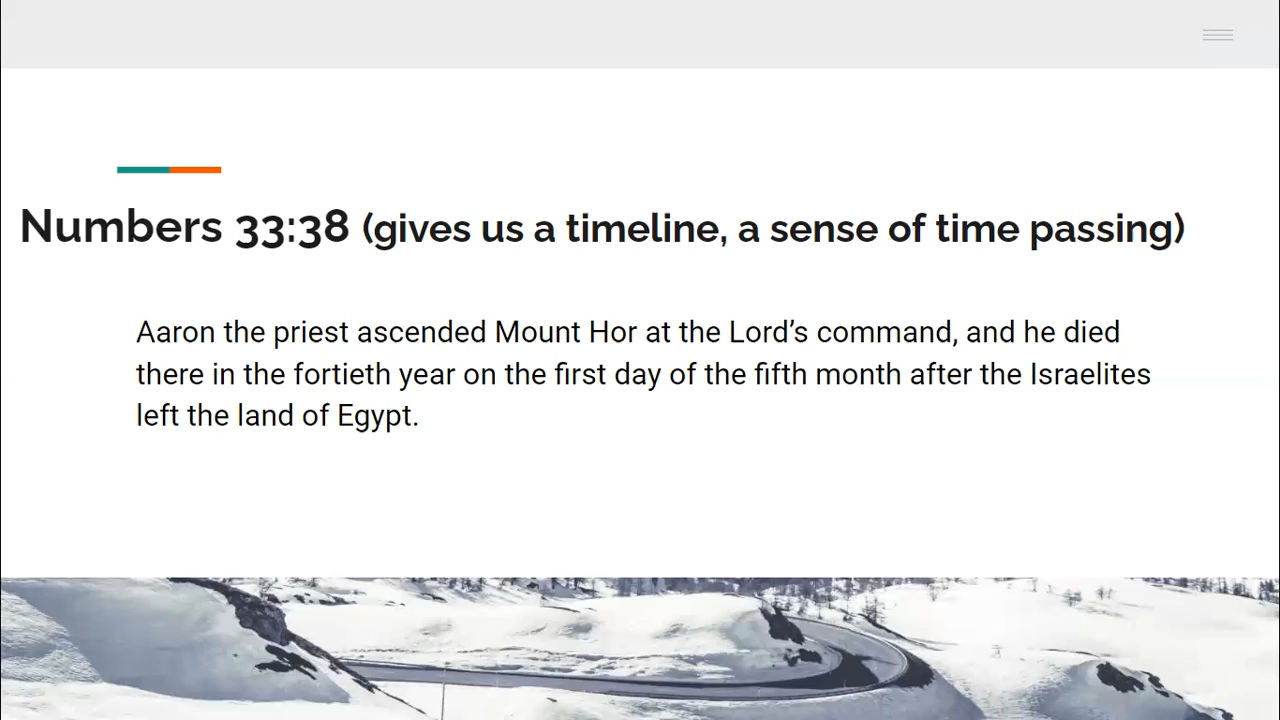 Numbers 33:38 (gives us a timeline, a sense of time passing)
Aaron the priest ascended Mount Hor at the Lord’s command, and he died
there in the fortieth year on the first day of the fifth month after the Israelites
left the land of Egypt.